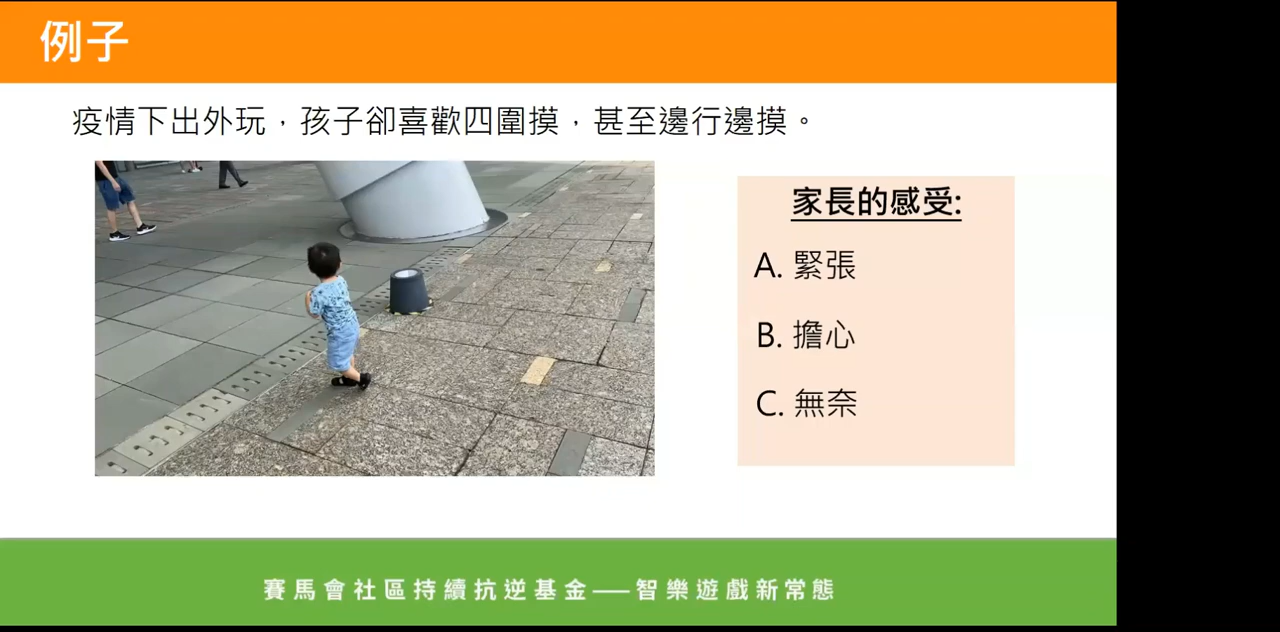 例子
疫情下出外玩，孩子卻喜歡四圍摸，甚至邊行邊摸。
家長的感受:
A. 緊張
B. 擔心
C. 無奈
賽馬會社區持續抗逆基金——智樂遊戲新常態